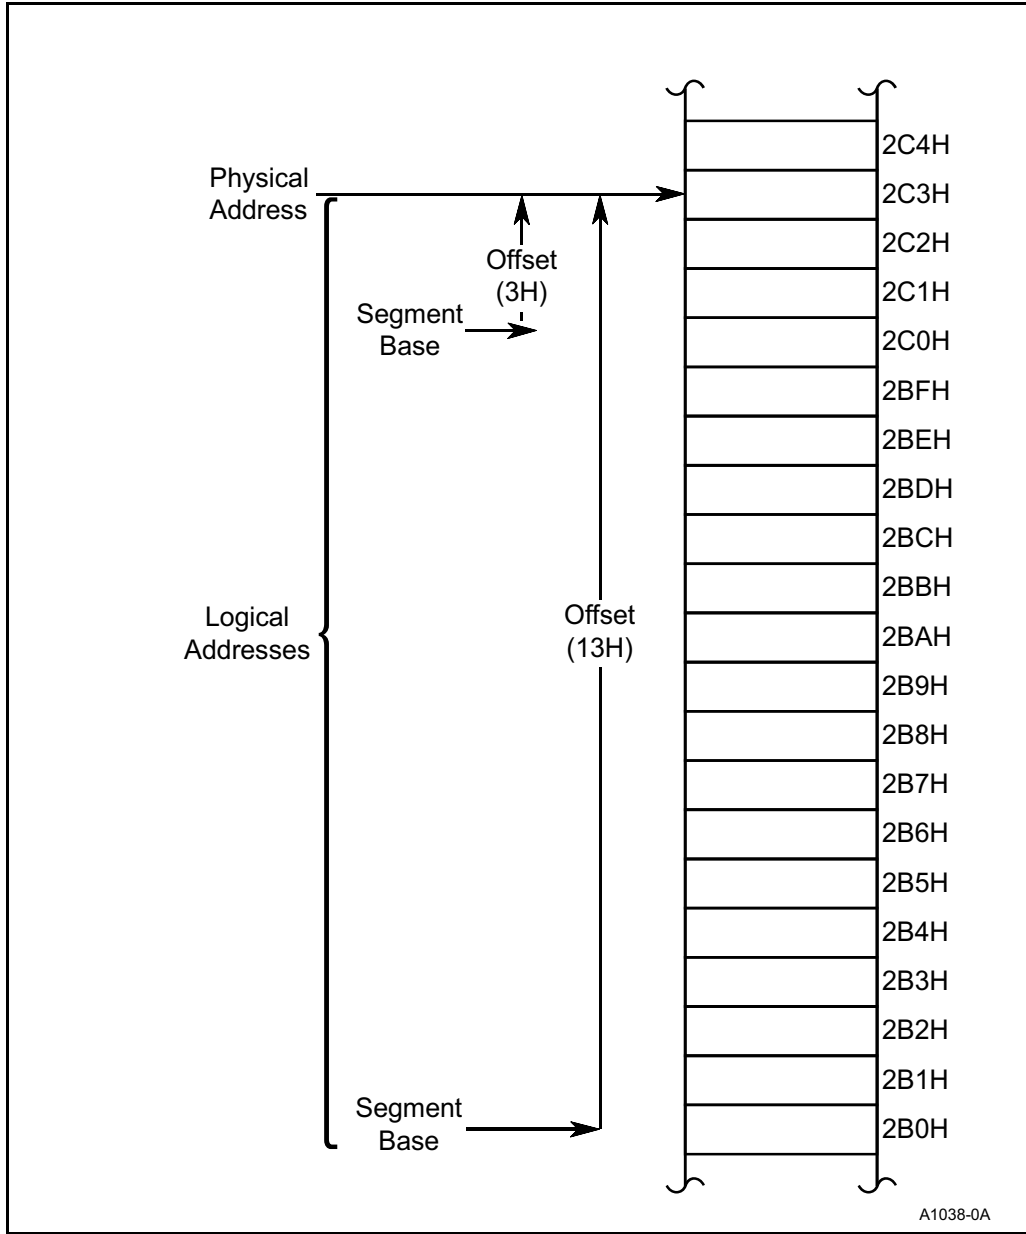 2C4H
Physical
Address
2C3H
2C2H
Offset
(3H)
2C1H
Segment
Base
2C0H
2BFH
2BEH
2BDH
2BCH
2BBH
Logical
Addresses
Offset
(13H)
2BAH
2B9H
2B8H
2B7H
2B6H
2B5H
2B4H
2B3H
2B2H
2B1H
Segment
Base
2B0H
A1038-0A